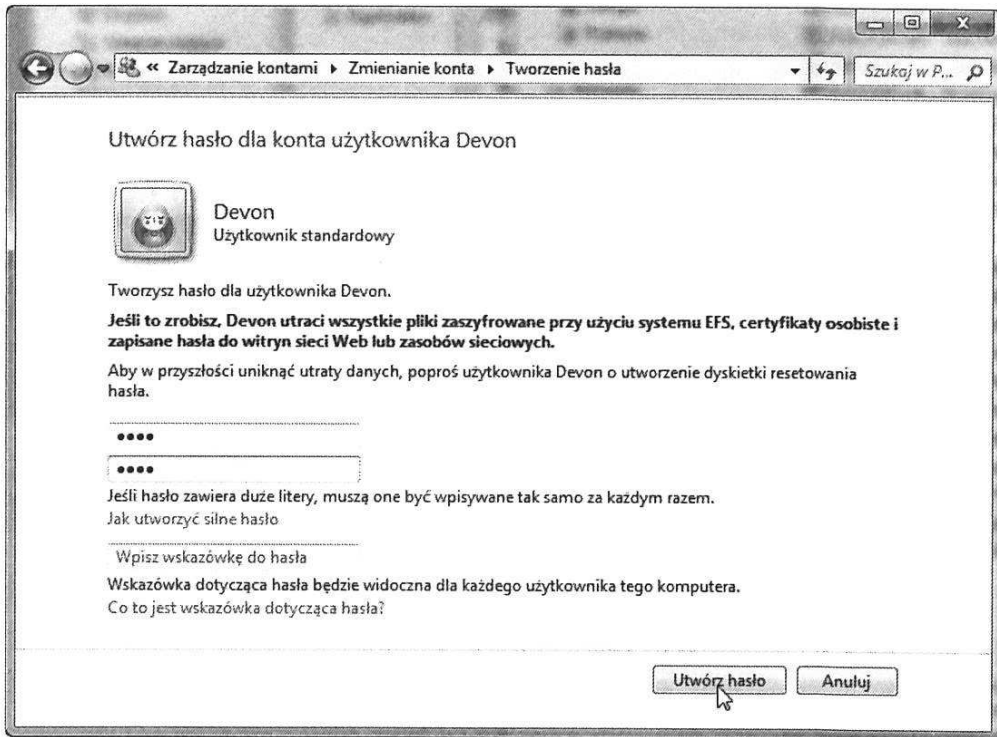 « Zarządzanie kontami ▸ Zmienianie konta ▸ Tworzenie hasła
Szukaj w P...
Utwórz hasło dla konta użytkownika Devon
Devon
Użytkownik standardowy
Tworzysz hasło dla użytkownika Devon.
Jeśli to zrobisz, Devon utraci wszystkie pliki zaszyfrowane przy użyciu systemu EFS, certyfikaty osobiste i
zapisane hasła do witryn sieci Web lub zasobów sieciowych.
Aby w przyszłości uniknąć utraty danych, poproś użytkownika Devon o utworzenie dyskietki resetowania
hasła.
••••
••••
Jeśli hasło zawiera duże litery, muszą one być wpisywane tak samo za każdym razem.
Jak utworzyć silne hasło
Wpisz wskazówkę do hasła
Wskazówka dotycząca hasła będzie widoczna dla każdego użytkownika tego komputera.
Co to jest wskazówka dotycząca hasła?
Utwórz hasło
Anuluj